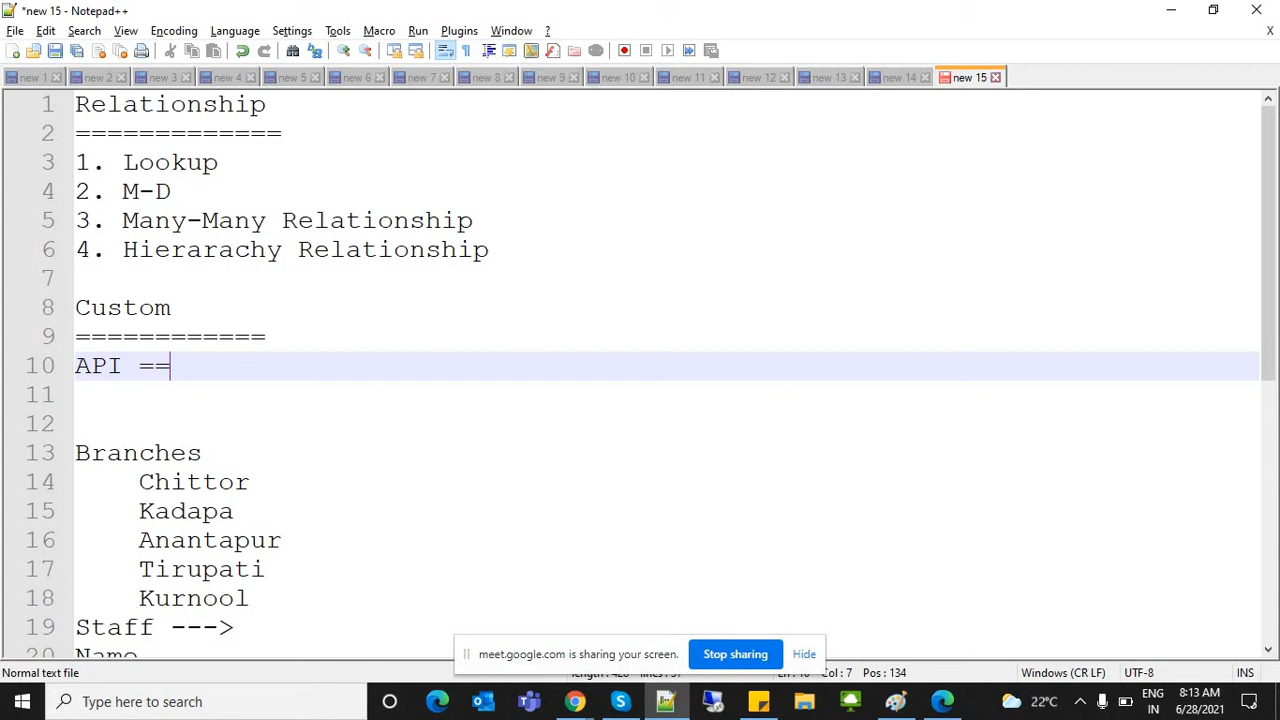 *new 15 - Notepad++
File Edit Search View Encoding Language Settings Tools Macro Run Plugins Window ? X
new 1 new 2 new 3 new 4 new 5 new 6 new 7 new 8 new 9 new 10 new 11 new 12 new 13 new 14 new 15
1 Relationship
2 =============
3 1. Lookup
4 2. M-D
5 3. Many-Many Relationship
6 4. Hierarachy Relationship
7
8 Custom
9 ============
10 API ==
11
12
13 Branches
14 Chittor
15 Kadapa
16 Anantapur
17 Tirupati
18 Kurnool
19 Staff --->
20 Name
meet.google.com is sharing your screen. Stop sharing Hide
Normal text file Col : 7 Pos : 134 Windows (CR LF) UTF-8 INS
Type here to search
22°C
ENG
IN
8:13 AM
6/28/2021